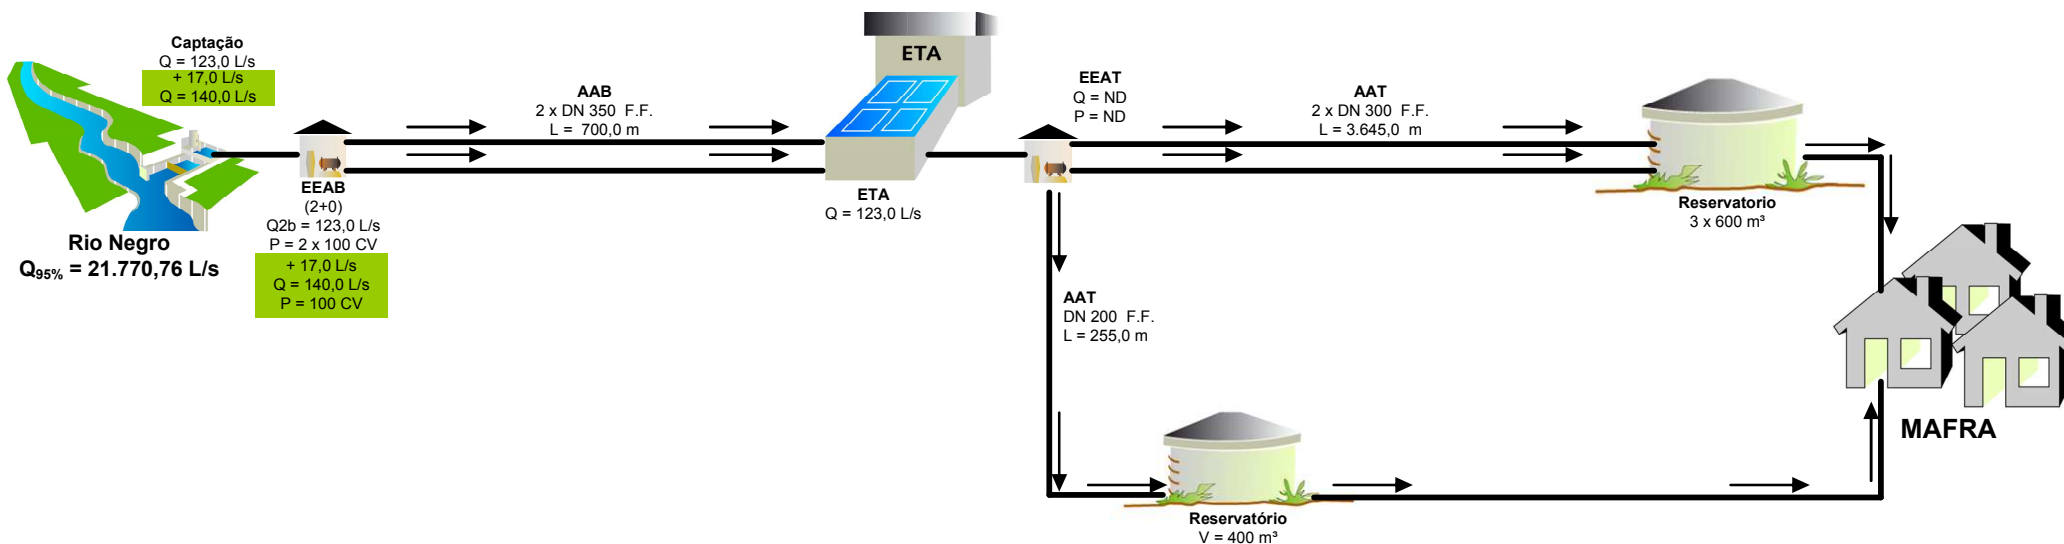 Captação
Q = 123,0 L/s
+ 17,0 L/s
Q = 140,0 L/s
Rio Negro
Q95% = 21.770,76 L/s
EEAB
(2+0)
Q2b = 123,0 L/s
P = 2 x 100 CV
+ 17,0 L/s
Q = 140,0 L/s
P = 100 CV
AAB
2 x DN 350 F.F.
L = 700,0 m
ETA
ETA
Q = 123,0 L/s
EEAT
Q = ND
P = ND
AAT
2 x DN 300 F.F.
L = 3.645,0 m
Reservatorio
3 x 600 m³
AAT
DN 200 F.F.
L = 255,0 m
Reservatório
V = 400 m³
MAFRA